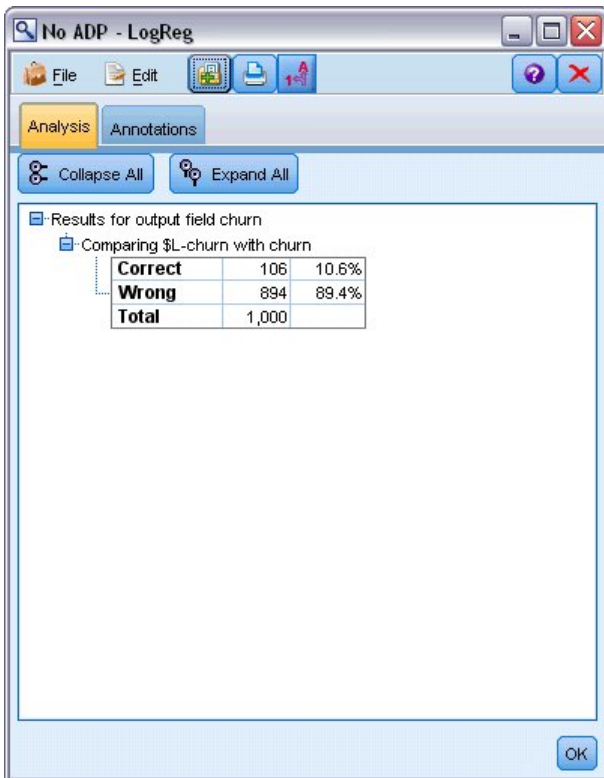 No ADP - LogReg
File Edit
Analysis Annotations
Collapse All Expand All
Results for output field churn
Comparing $L-churn with churn
Correct 106 10.6%
Wrong 894 89.4%
Total 1,000
OK